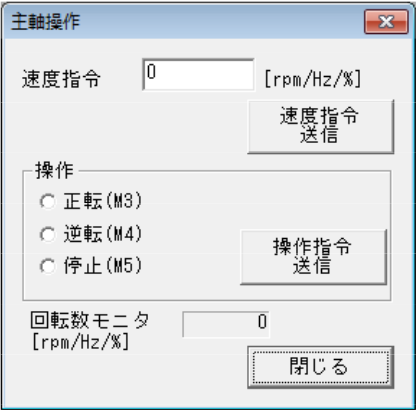 主軸操作
速度指令 0 [rpm/Hz/%]
速度指令
送信
操作
正転(M3)
逆転(M4)
停止(M5)
操作指令
送信
回転数モニタ 0
[rpm/Hz/%]
閉じる